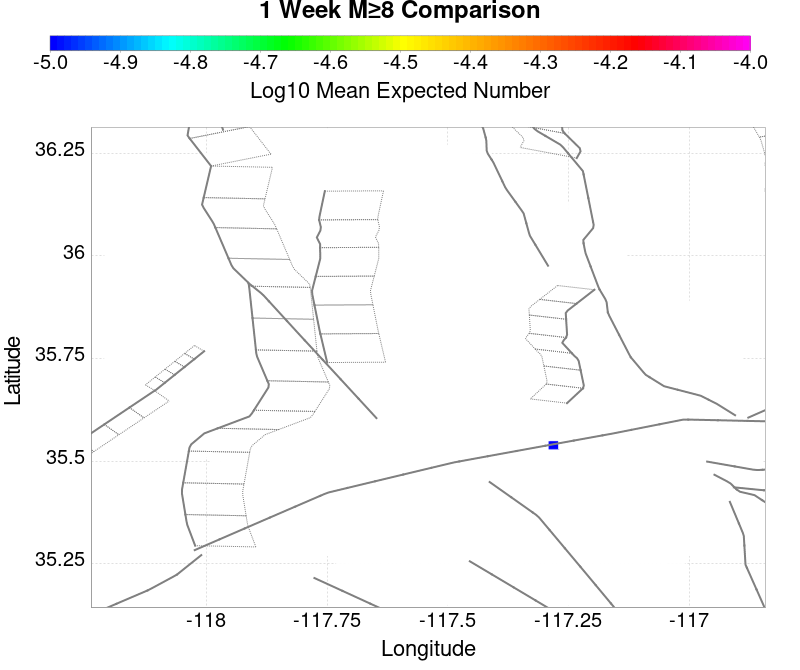 1 Week M≥8 Comparison
-5.0 -4.9 -4.8 -4.7 -4.6 -4.5 -4.4 -4.3 -4.2 -4.1 -4.0
Log10 Mean Expected Number
36.25
36
35.75
35.5
35.25
Latitude
-118 -117.75 -117.5 -117.25 -117
Longitude